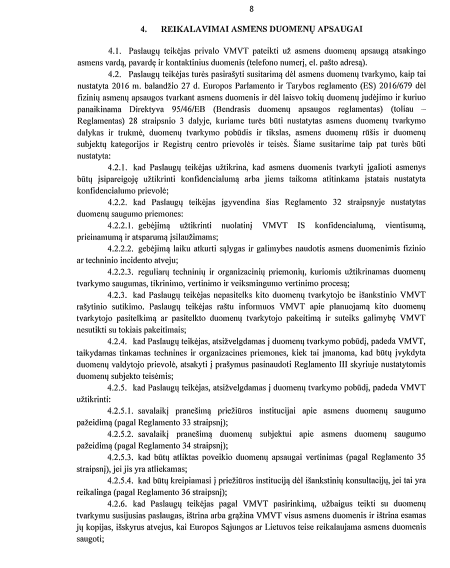 8
4. REIKALAVIMAI ASMENS DUOMENŲ APSAUGAI
4.1. Paslaugų teikėjas privalo VMVT pateikti už asmens duomenų apsaugą atsakingo
asmens vardą, pavardę ir kontaktinius duomenis (telefono numerį, el. pašto adresą).
4.2. Paslaugų teikėjas turės pasirašyti susitarimą dėl asmens duomenų tvarkymo, kaip tai
nustatyta 2016 m. balandžio 27 d. Europos Parlamento ir Tarybos reglamento (ES) 2016/679 dėl
fizinių asmenų apsaugos tvarkant asmens duomenis ir dėl laisvo tokių duomenų judėjimo ir kuriuo
panaikinama Direktyva 95/46/EB (Bendrasis duomenų apsaugos reglamentas) (toliau –
Reglamentas) 28 straipsnio 3 dalyje, kuriame turės būti nustatytas asmens duomenų tvarkymo
dalykas ir trukmė, duomenų tvarkymo pobūdis ir tikslas, asmens duomenų rūšis ir duomenų
subjektų kategorijos ir Registrų centro prievolės ir teisės. Šiame susitarime taip pat turės būti
nustatyta:
4.2.1. kad Paslaugų teikėjas užtikrina, kad asmens duomenis tvarkyti įgalioti asmenys
būtų įsipareigoję užtikrinti konfidencialumą arba jiems taikoma atitinkama įstatais nustatyta
konfidencialumo prievolė;
4.2.2. kad Paslaugų teikėjas įgyvendina šias Reglamento 32 straipsnyje nustatytas
duomenų saugumo priemones:
4.2.2.1. gebėjimą užtikrinti nuolatinį VMVT IS konfidencialumą, vientisumą,
prieinamumą ir atsparumą įsilaužimams;
4.2.2.2. gebėjimą laiku atkurti sąlygas ir galimybes naudotis asmens duomenimis fizinio
ar techninio incidento atveju;
4.2.2.3. reguliarų techninių ir organizacinių priemonių, kuriomis užtikrinamas duomenų
tvarkymo saugumas, tikrinimo, vertinimo ir veiksmingumo vertinimo procesą;
4.2.3. kad Paslaugų teikėjas nepasitelks kito duomenų tvarkytojo be išankstinio VMVT
rašytinio sutikimo. Paslaugų teikėjas raštu informuos VMVT apie planuojamą kito duomenų
tvarkytojo pasitelkimą ar pasitelkto duomenų tvarkytojo pakeitimą ir suteiks galimybę VMVT
nesutikti su tokiais pakeitimais;
4.2.4. kad Paslaugų teikėjas, atsižvelgdamas į duomenų tvarkymo pobūdį, padeda VMVT,
taikydamas tinkamas technines ir organizacines priemones, kiek tai įmanoma, kad būtų įvykdyta
duomenų valdytojo prievolė, atsakyti į prašymus pasinaudoti Reglamento III skyriuje nustatytomis
duomenų subjekto teisėmis;
4.2.5. kad Paslaugų teikėjas, atsižvelgdamas į duomenų tvarkymo pobūdį, padeda VMVT
užtikrinti:
4.2.5.1. savalaikį pranešimą priežiūros institucijai apie asmens duomenų saugumo
pažeidimą (pagal Reglamento 33 straipsnį);
4.2.5.2. savalaikį pranešimą duomenų subjektui apie asmens duomenų saugumo
pažeidimą (pagal Reglamento 34 straipsnį);
4.2.5.3. kad būtų atliktas poveikio duomenų apsaugai vertinimas (pagal Reglamento 35
straipsnį), jei jis yra atliekamas;
4.2.5.4. kad būtų kreipiamasi į priežiūros instituciją dėl išankstinių konsultacijų, jei tai yra
reikalinga (pagal Reglamento 36 straipsnį);
4.2.6. kad Paslaugų teikėjas pagal VMVT pasirinkimą, užbaigus teikti su duomenų
tvarkymu susijusias paslaugas, ištrina arba grąžina VMVT visus asmens duomenis ir ištrina esamas
jų kopijas, išskyrus atvejus, kai Europos Sąjungos ar Lietuvos teise reikalaujama asmens duomenis
saugoti;